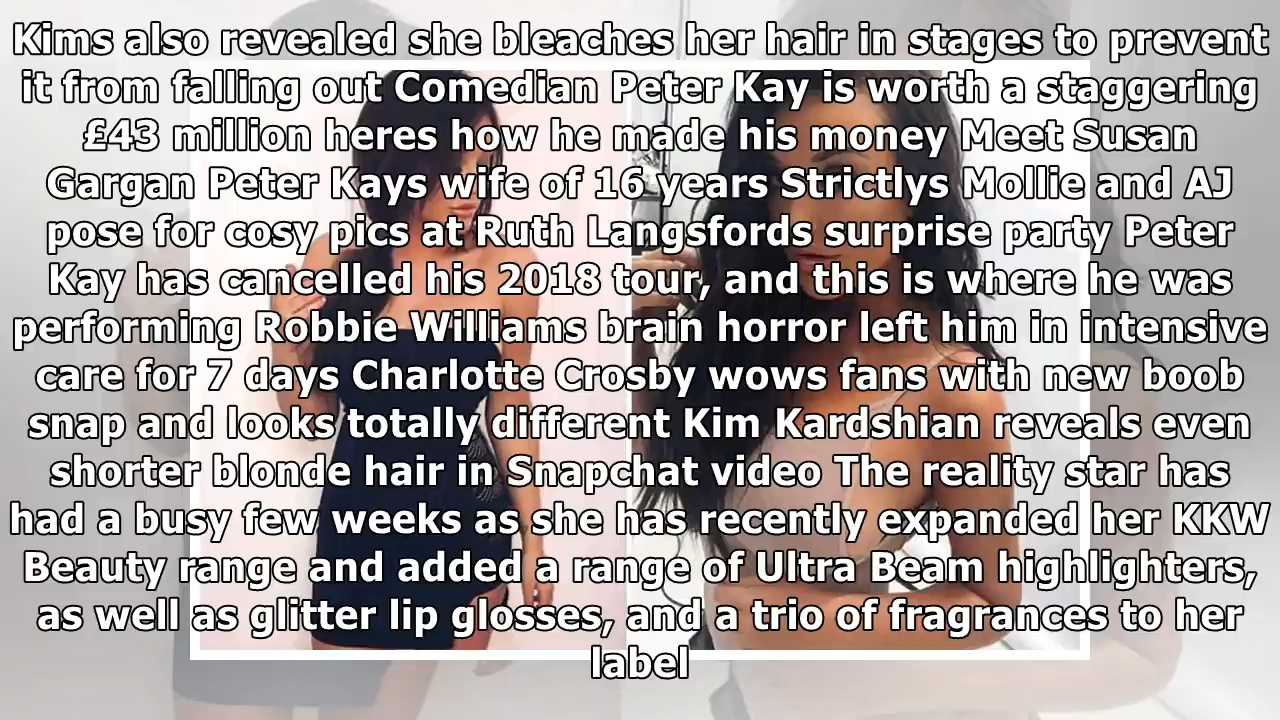 Kims also revealed she bleaches her hair in stages to prevent
it from falling out Comedian Peter Kay is worth a staggering
£43 million heres how he made his money Meet Susan
Gargan Peter Kays wife of 16 years Strictlys Mollie and AJ
pose for cosy pics at Ruth Langsfords surprise party Peter
Kay has cancelled his 2018 tour, and this is where he was
performing Robbie Williams brain horror left him in intensive
care for 7 days Charlotte Crosby wows fans with new boob
snap and looks totally different Kim Kardshian reveals even
shorter blonde hair in Snapchat video The reality star has
had a busy few weeks as she has recently expanded her KKW
Beauty range and added a range of Ultra Beam highlighters,
as well as glitter lip glosses, and a trio of fragrances to her
label